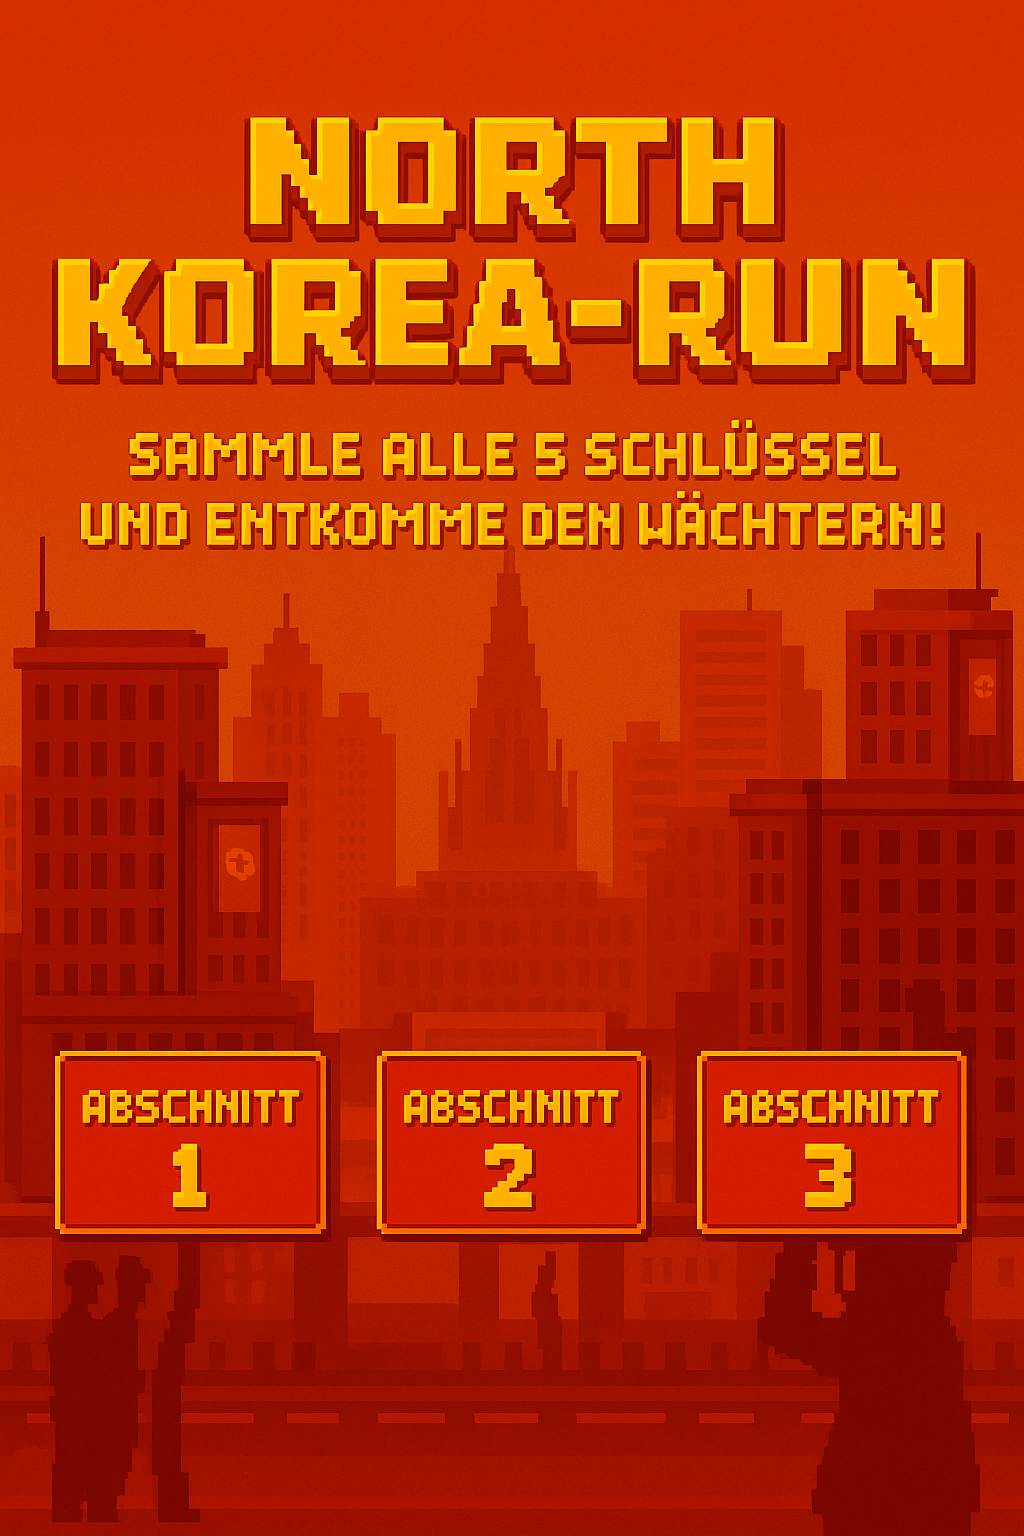 NORTH
KOREA-RUN
SAMMLE ALLE 5 SCHLÜSSEL
UND ENTKOMME DEN WÄCHTERN!
ABSCHNITT
1
ABSCHNITT
2
ABSCHNITT
3